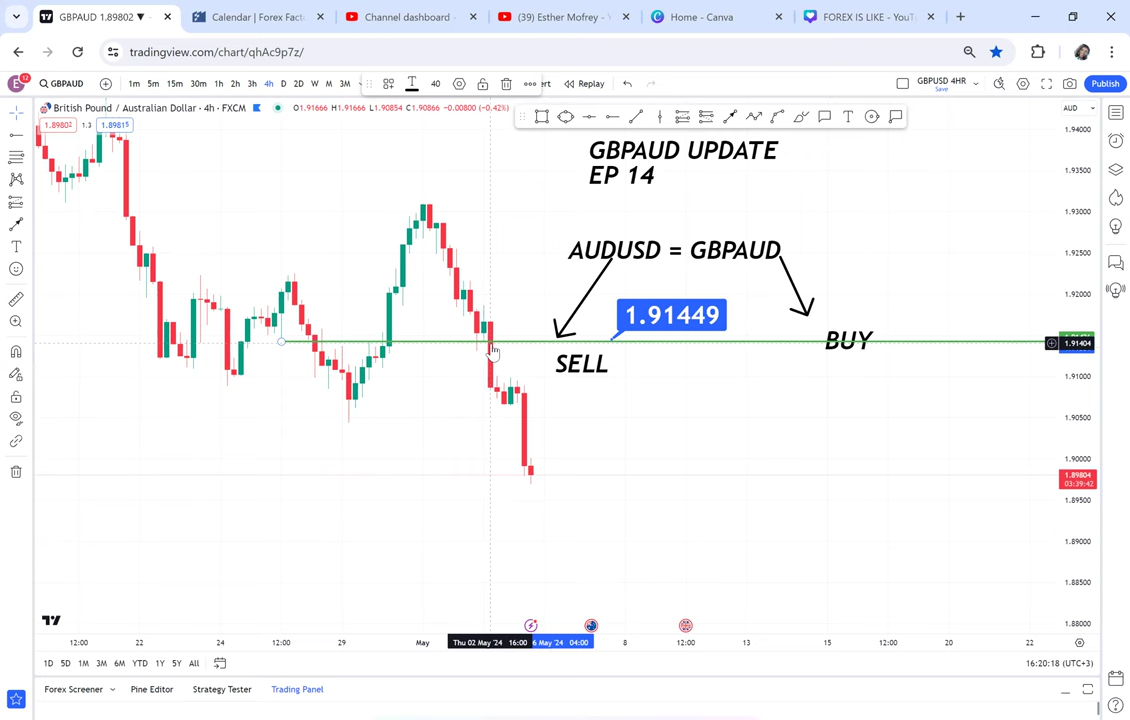 GBPAUD 1.89802 ▼
Calendar | Forex Fact
Channel dashboard -
(39) Esther Mofrey -
Home - Canva
FOREX IS LIKE - YouT
tradingview.com/chart/qhAc9p7z/
E 12 GBPAUD 1m 5m 15m 30m 1h 2h 3h 4h D 2D W M 3M T 40 ert Replay GBPUSD 4HR Save Publish
British Pound / Australian Dollar · 4h · FXCM O1.91666 H1.91666 L1.90854 C1.90866 −0.00800 (−0.42%) AUD
1.89802 1.3 1.89815
1.94000
GBPAUD UPDATE
EP 14
1.93500
1.93000
AUDUSD = GBPAUD
1.92500
1.92000
1.91449
BUY
1.91404
SELL
1.91000
1.90500
1.90000
1.89804
03:39:42
1.89500
1.89000
1.88500
1.88000
12:00 22 24 12:00 29 May Thu 02 May '24 16:00 6 May '24 04:00 8 12:00 13 15 12:00 20 22
1D 5D 1M 3M 6M YTD 1Y 5Y All 16:20:18 (UTC+3)
Forex Screener Pine Editor Strategy Tester Trading Panel